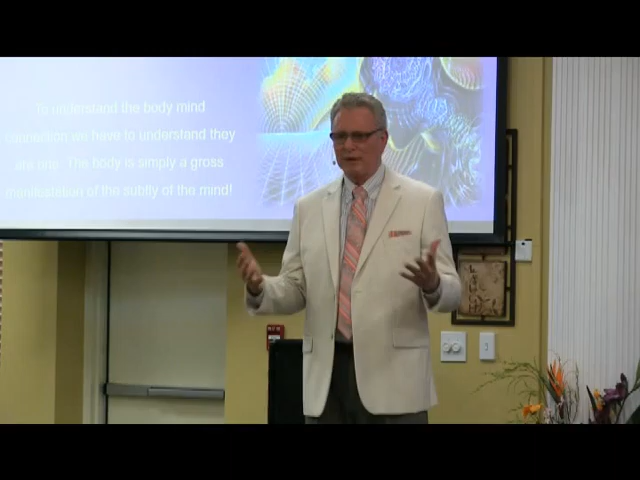 To understand the body mind
connection we have to understand they
are one. The body is simply a gross
manifestation of the subtly of the mind!